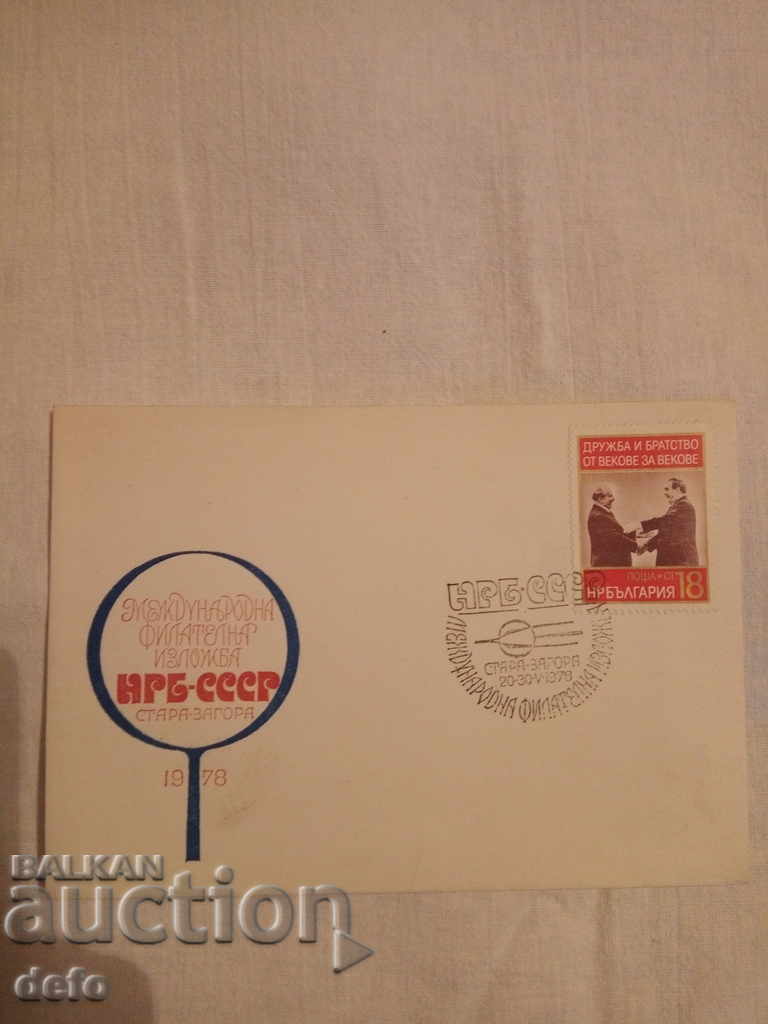 ДРУЖБА И БРАТСТВО
ОТ ВЕКОВЕ ЗА ВЕКОВЕ
ПОЩА•СТ 18
НРБЪЛГАРИЯ
МЕЖДУНАРОДНА
ФИЛАТЕЛНА
ИЗЛОЖБА
НРБ-СССР
СТАРА-ЗАГОРА
1978
НРБ-СССР
СТАРА-ЗАГОРА
20-30•V•1978
МЕЖДУНАРОДНА ФИЛАТЕЛНА ИЗЛОЖБА
BALKAN
auction
defo